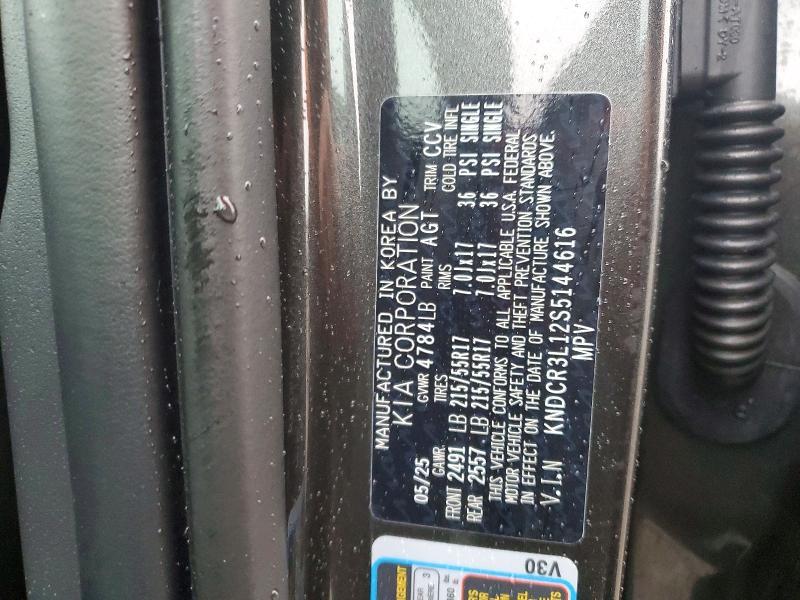 MANUFACTURED IN KOREA BY
KIA CORPORATION
05/25 GVWR 4784LB PAINT AGT TRIM CCV
GAWR TIRES RIMS COLD TIRE INFL
FRONT 2491 LB 215/55R17 7.0Jx17 36 PSI SINGLE
REAR 2557 LB 215/55R17 7.0Jx17 36 PSI SINGLE
THIS VEHICLE CONFORMS TO ALL APPLICABLE U.S.A. FEDERAL
MOTOR VEHICLE SAFETY AND THEFT PREVENTION STANDARDS
IN EFFECT ON THE DATE OF MANUFACTURE SHOWN ABOVE.
V.I.N KNDCR3L12S5144616
MPV
V30